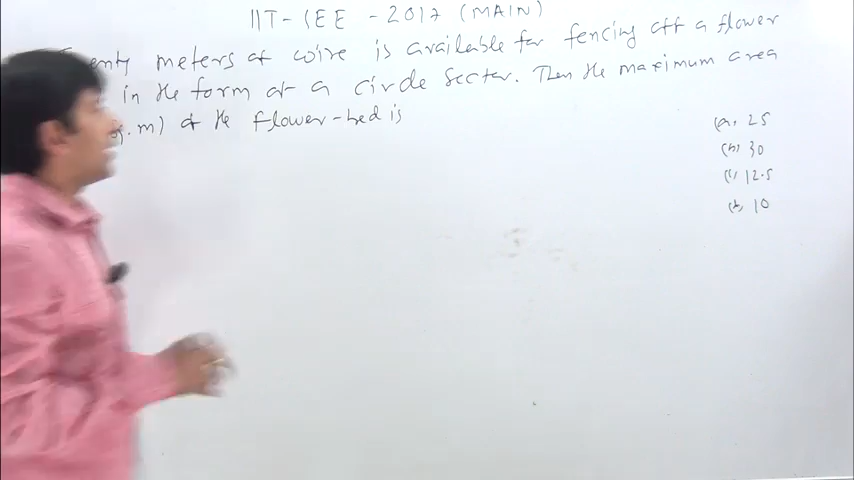 IIT-JEE - 2017 (MAIN)
enty meters of wire is available for fencing off a flower
in the form of a circle sector. Then the maximum area
. m) of the flower-bed is
(a) 25
(b) 30
(c) 12.5
(d) 10